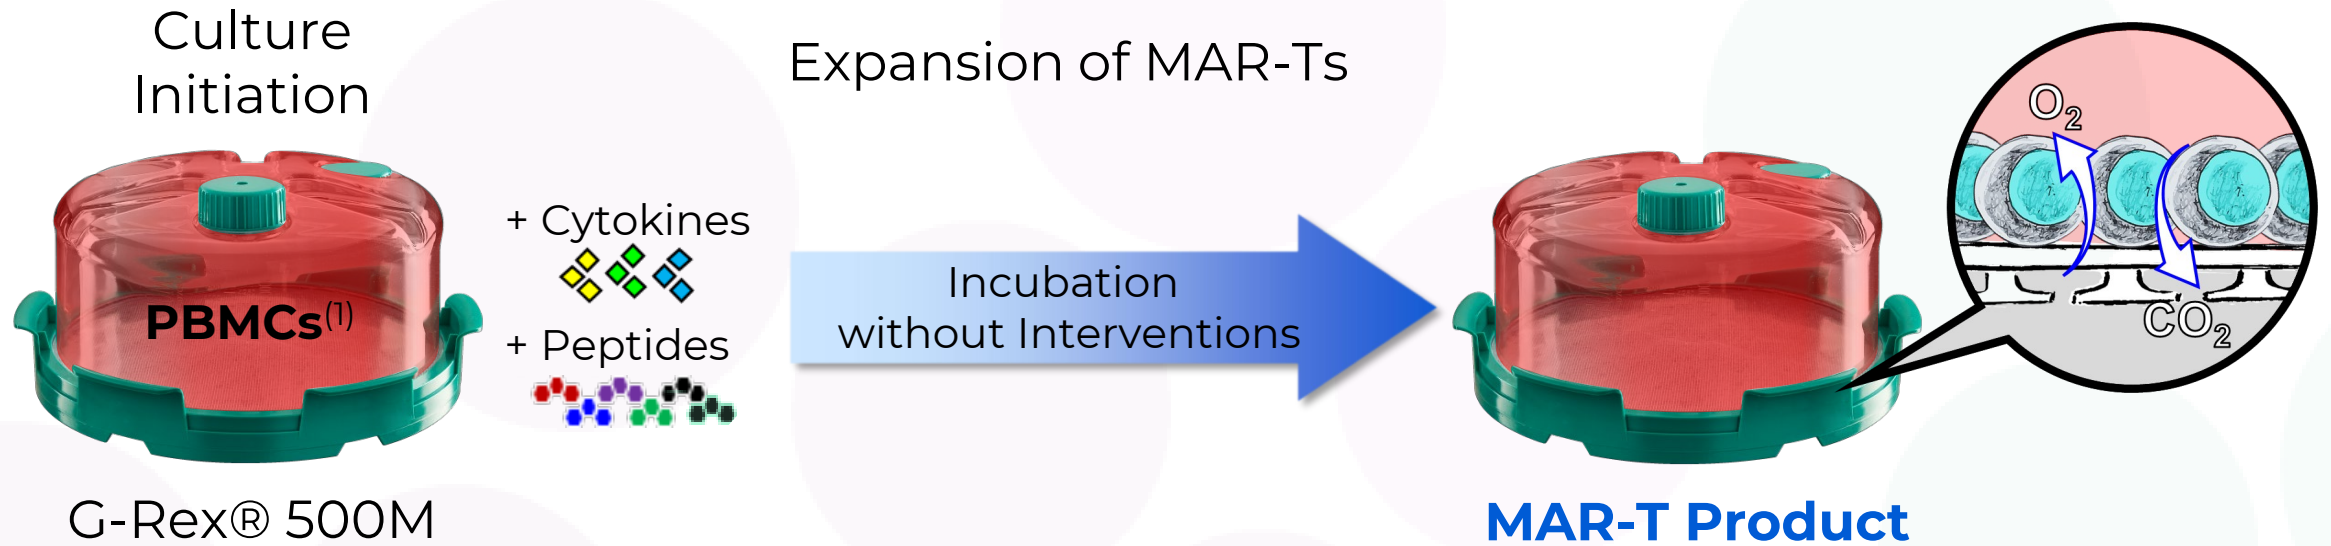 Culture
Initiation
Expansion of MAR-Ts
PBMCs(1)
+ Cytokines
+ Peptides
Incubation
without Interventions
O2
CO2
G-Rex® 500M
MAR-T Product